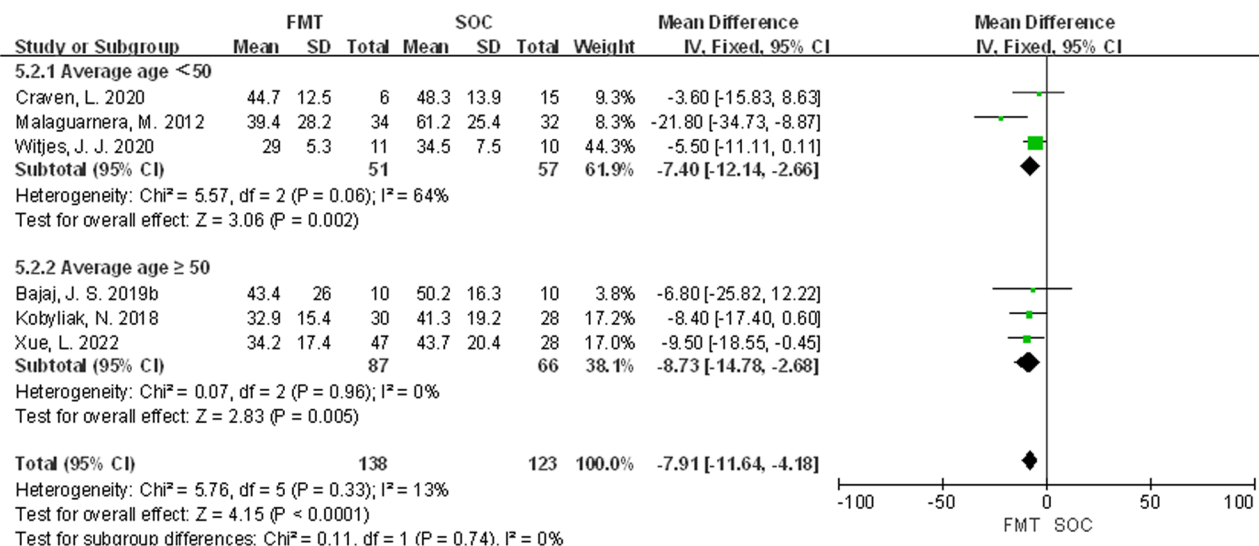 FMT SOC Mean Difference Mean Difference
Study or Subgroup Mean SD Total Mean SD Total Weight IV, Fixed, 95% CI IV, Fixed, 95% CI
5.2.1 Average age <50
Craven, L. 2020 44.7 12.5 6 48.3 13.9 15 9.3% -3.60 [-15.83, 8.63]
Malaguarnera, M. 2012 39.4 28.2 34 61.2 25.4 32 8.3% -21.80 [-34.73, -8.87]
Witjes, J. J. 2020 29 5.3 11 34.5 7.5 10 44.3% -5.50 [-11.11, 0.11]
Subtotal (95% CI) 51 57 61.9% -7.40 [-12.14, -2.66]
Heterogeneity: Chi² = 5.57, df = 2 (P = 0.06); I² = 64%
Test for overall effect: Z = 3.06 (P = 0.002)
5.2.2 Average age ≥ 50
Bajaj, J. S. 2019b 43.4 26 10 50.2 16.3 10 3.8% -6.80 [-25.82, 12.22]
Kobyliak, N. 2018 32.9 15.4 30 41.3 19.2 28 17.2% -8.40 [-17.40, 0.60]
Xue, L. 2022 34.2 17.4 47 43.7 20.4 28 17.0% -9.50 [-18.55, -0.45]
Subtotal (95% CI) 87 66 38.1% -8.73 [-14.78, -2.68]
Heterogeneity: Chi² = 0.07, df = 2 (P = 0.96); I² = 0%
Test for overall effect: Z = 2.83 (P = 0.005)
Total (95% CI) 138 123 100.0% -7.91 [-11.64, -4.18]
Heterogeneity: Chi² = 5.76, df = 5 (P = 0.33); I² = 13%
Test for overall effect: Z = 4.15 (P < 0.0001)
Test for subgroup differences: Chi² = 0.11, df = 1 (P = 0.74), I² = 0%
-100 -50 0 50 100
FMT SOC